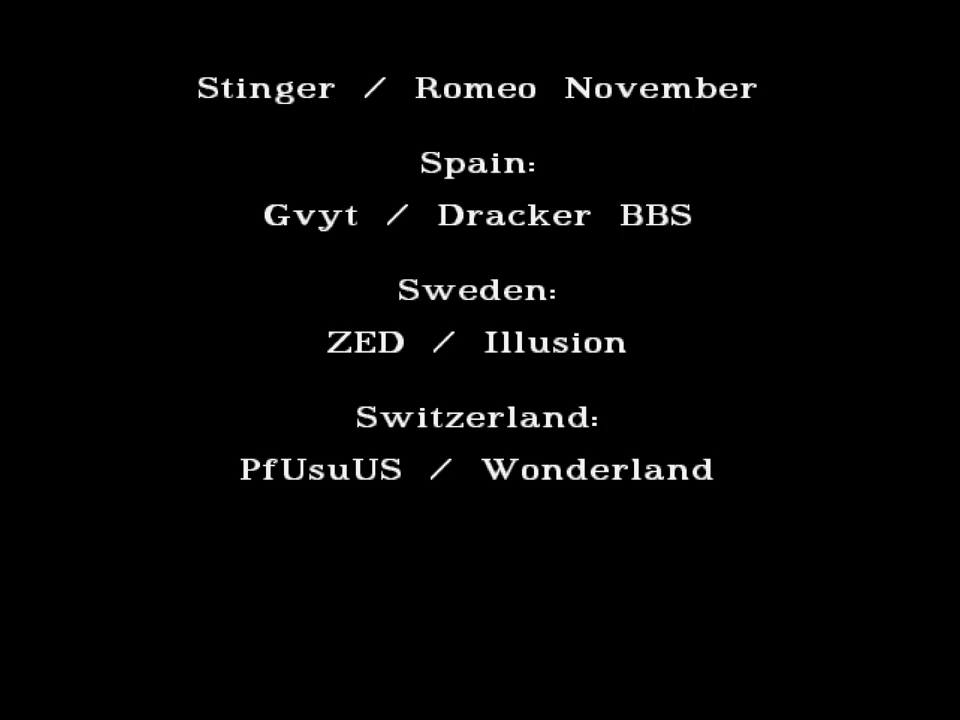 Stinger / Romeo November
Spain:
Gvyt / Dracker BBS
Sweden:
ZED / Illusion
Switzerland:
PfUsuUS / Wonderland